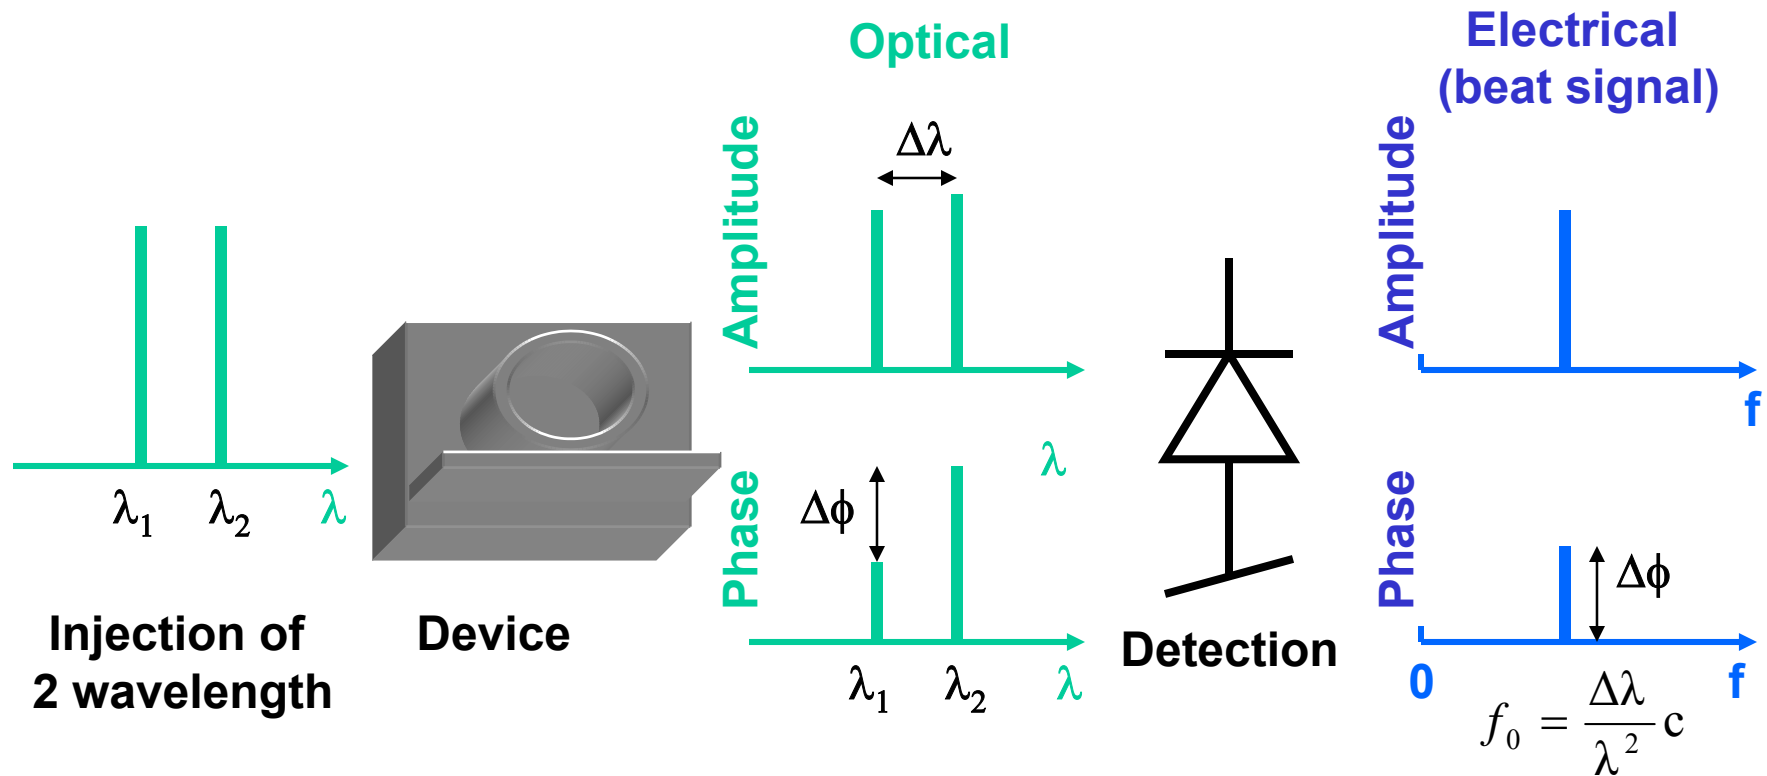 Optical
Electrical
(beat signal)
Amplitude
Δλ
Amplitude
f
λ
λ₁
λ₂
λ
Phase
Δϕ
Phase
Δϕ
Injection of
2 wavelength
Device
Detection
λ₁
λ₂
λ
0
f
f₀ = Δλ/λ² c